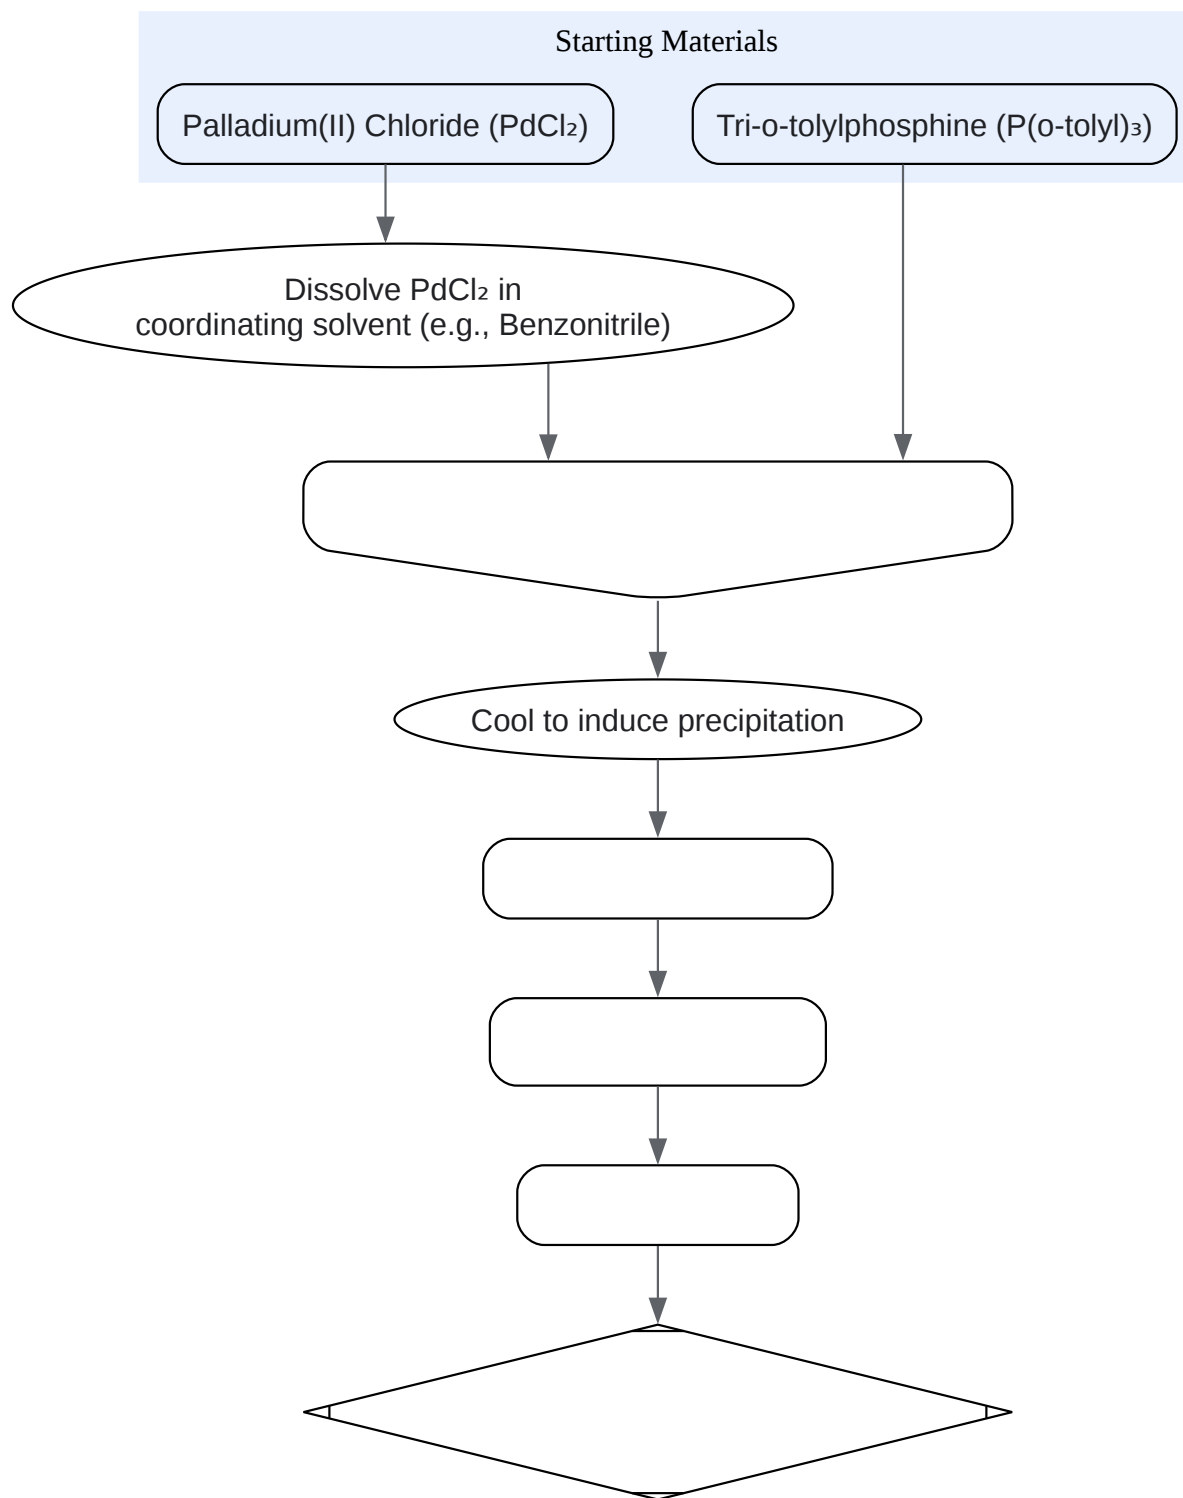 Starting Materials
Palladium(II) Chloride (PdCl₂)
Tri-o-tolylphosphine (P(o-tolyl)₃)
Dissolve PdCl₂ in
coordinating solvent (e.g., Benzonitrile)
Cool to induce precipitation